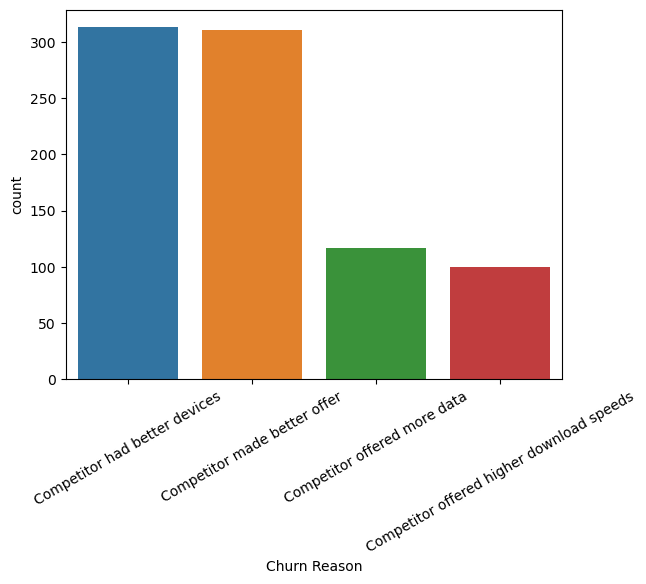 300
250
200
150
100
50
0
count
Competitor had better devices
Competitor made better offer
Competitor offered more data
Competitor offered higher download speeds
Churn Reason